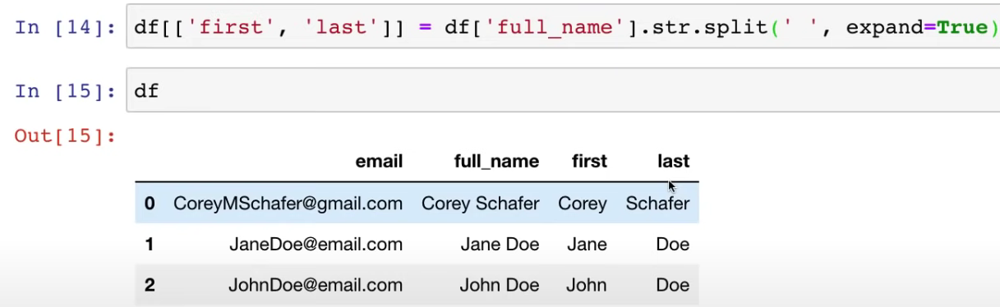 In [14]: df[['first', 'last']] = df['full_name'].str.split(' ', expand=True)
In [15]: df
Out[15]:
email full_name first last
0 CoreyMSchafer@gmail.com Corey Schafer Corey Schafer
1 JaneDoe@email.com Jane Doe Jane Doe
2 JohnDoe@email.com John Doe John Doe